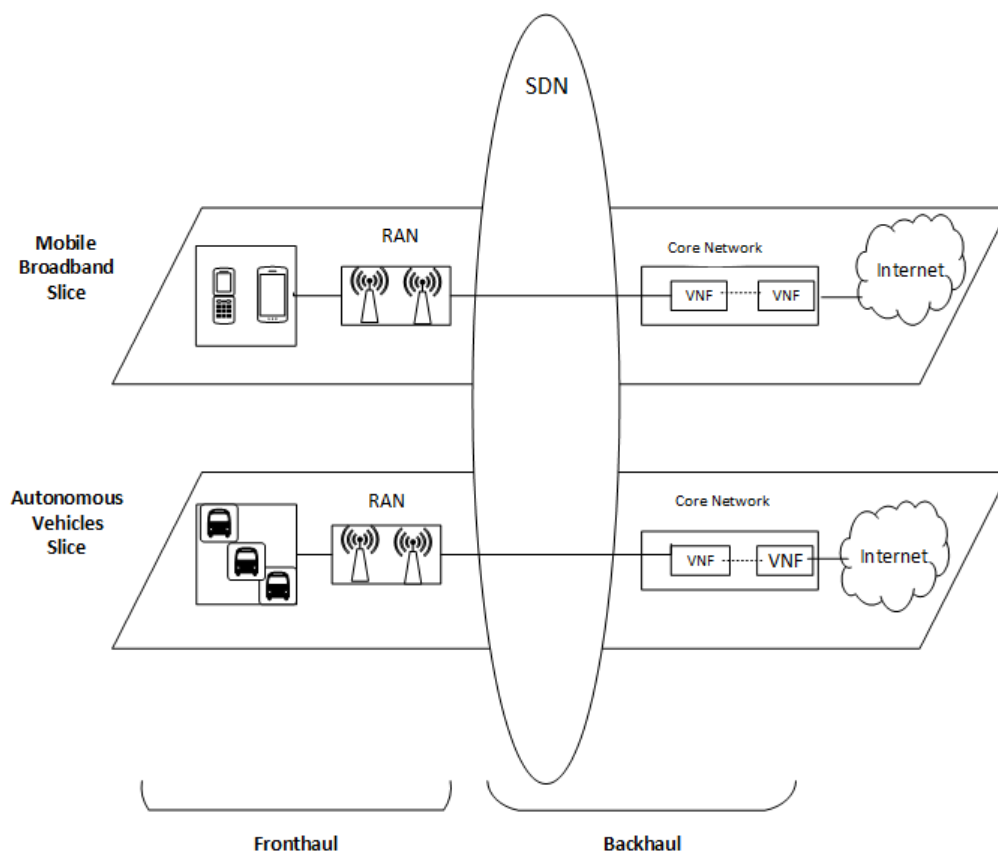 SDN
Mobile
Broadband
Slice
RAN
Core Network
VNF
VNF
Internet
Autonomous
Vehicles
Slice
RAN
Core Network
VNF
VNF
Internet
Fronthaul
Backhaul